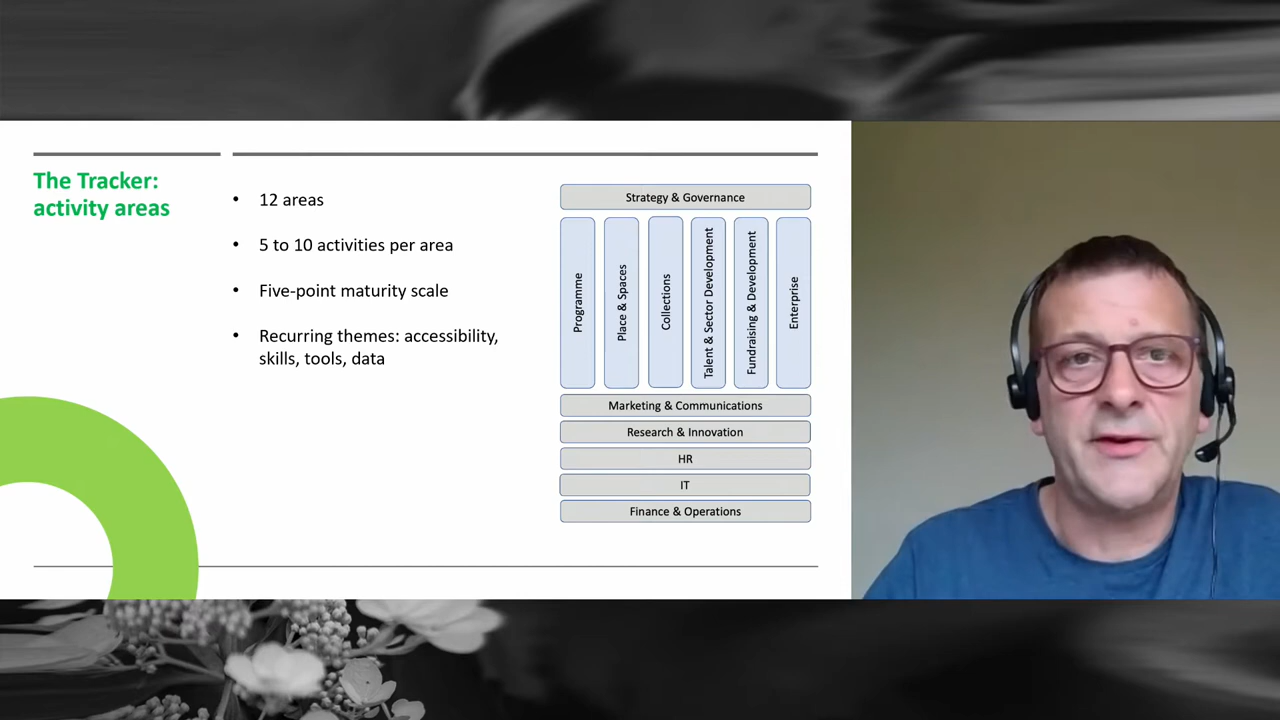 The Tracker:
activity areas
• 12 areas
• 5 to 10 activities per area
• Five-point maturity scale
• Recurring themes: accessibility,
skills, tools, data
Strategy & Governance
Programme
Place & Spaces
Collections
Talent & Sector Development
Fundraising & Development
Enterprise
Marketing & Communications
Research & Innovation
HR
IT
Finance & Operations